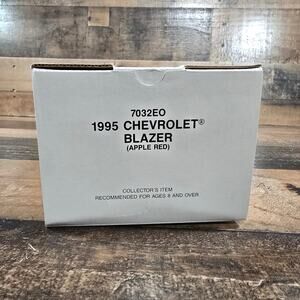 7032EO
1995 CHEVROLET®
BLAZER
(APPLE RED)
COLLECTOR'S ITEM
RECOMMENDED FOR AGES 8 AND OVER